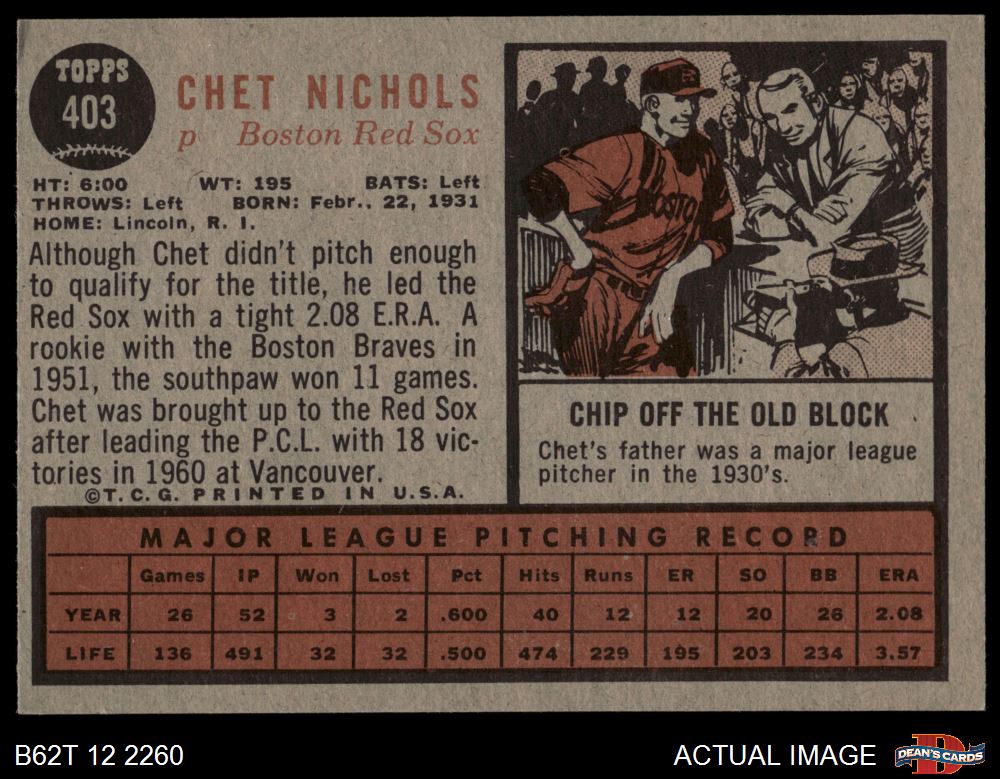 TOPPS
403
CHET NICHOLS
p Boston Red Sox
HT: 6:00 WT: 195 BATS: Left
THROWS: Left BORN: Febr.. 22, 1931
HOME: Lincoln, R. I.
Although Chet didn't pitch enough
to qualify for the title, he led the
Red Sox with a tight 2.08 E.R.A. A
rookie with the Boston Braves in
1951, the southpaw won 11 games.
Chet was brought up to the Red Sox
after leading the P.C.L. with 18 vic-
tories in 1960 at Vancouver.
©T.C.G. PRINTED IN U.S.A.
B
BOSTO
CHIP OFF THE OLD BLOCK
Chet's father was a major league
pitcher in the 1930's.
MAJOR LEAGUE PITCHING RECORD
Games IP Won Lost Pct Hits Runs ER SO BB ERA
YEAR 26 52 3 2 .600 40 12 12 20 26 2.08
LIFE 136 491 32 32 .500 474 229 195 203 234 3.57
B62T 12 2260
ACTUAL IMAGE
D
DEAN'S CARDS